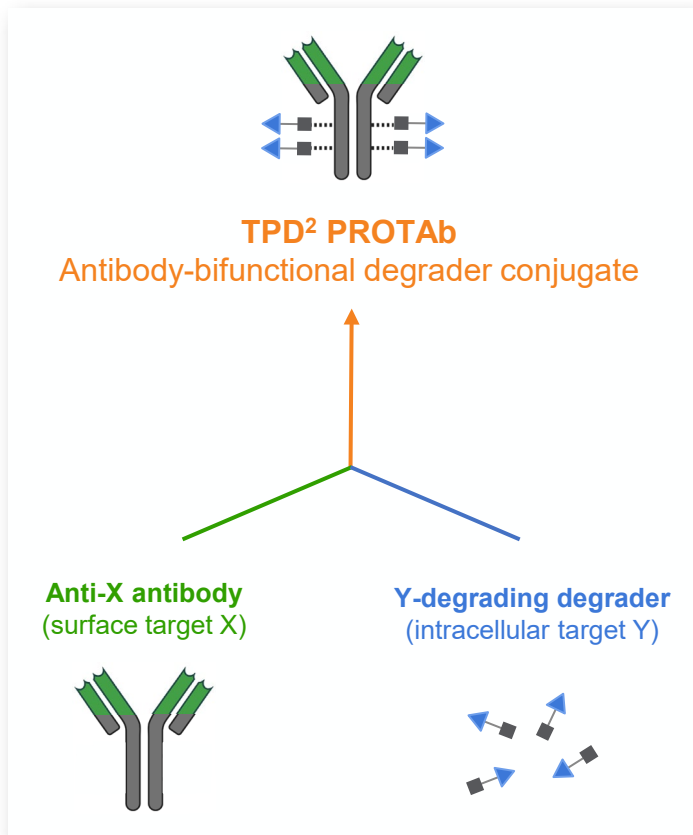 TPD² PROTAb
Antibody-bifunctional degrader conjugate
Anti-X antibody
(surface target X)
Y-degrading degrader
(intracellular target Y)